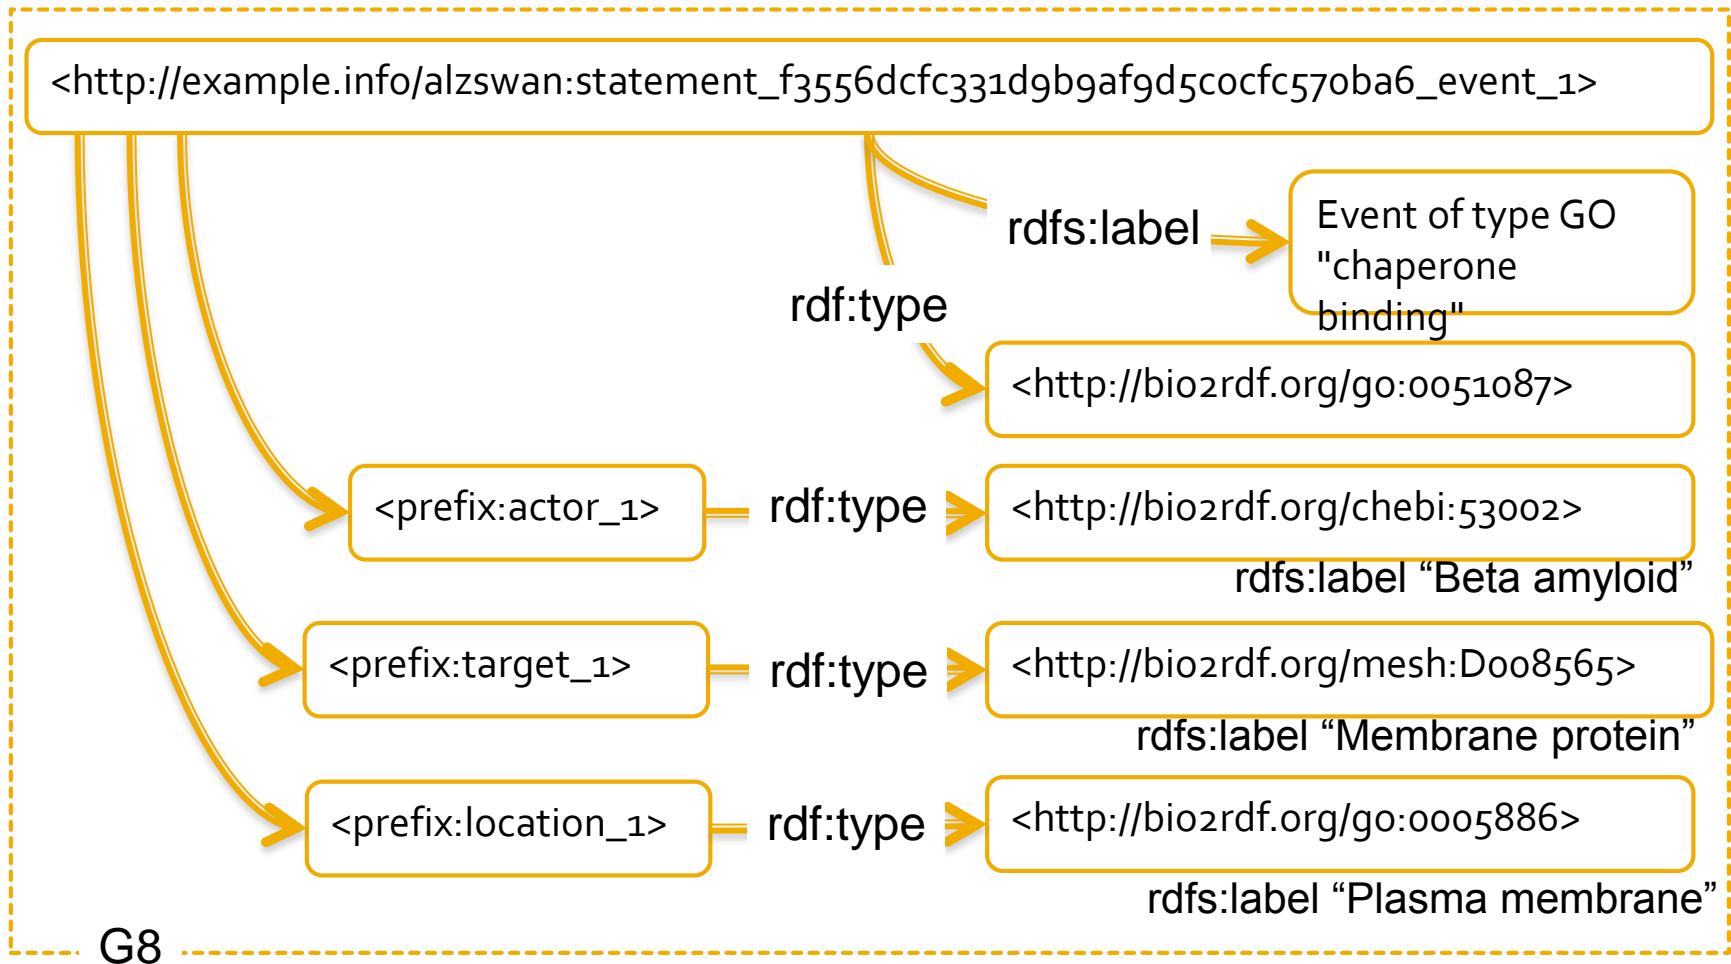 <http://example.info/alzswan:statement_f3556dcfc331d9b9af9d5c0cfc570ba6_event_1>
rdfs:label
Event of type GO
"chaperone
binding"
rdf:type
<http://bio2rdf.org/go:0051087>
<prefix:actor_1>
rdf:type
<http://bio2rdf.org/chebi:53002>
rdfs:label “Beta amyloid”
<prefix:target_1>
rdf:type
<http://bio2rdf.org/mesh:D008565>
rdfs:label “Membrane protein”
<prefix:location_1>
rdf:type
<http://bio2rdf.org/go:0005886>
rdfs:label “Plasma membrane”
G8